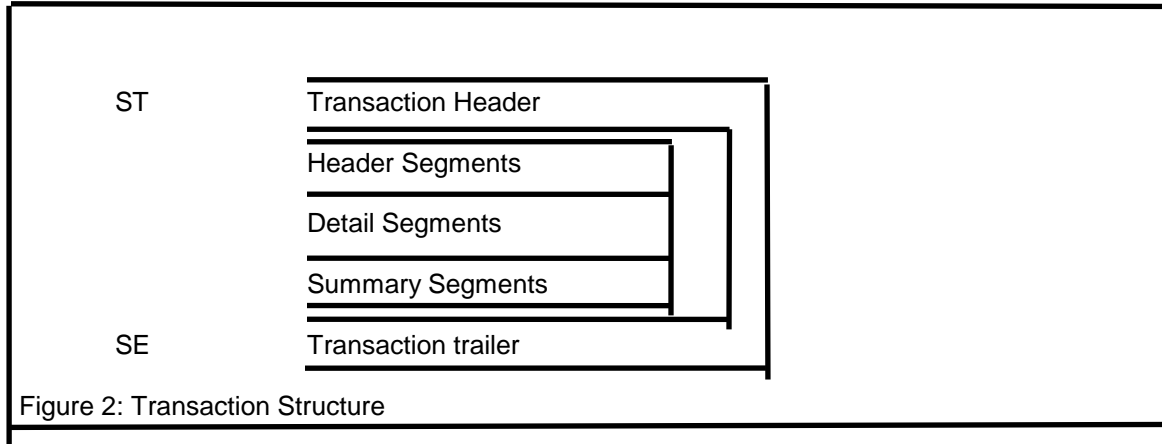 ST Transaction Header
Header Segments
Detail Segments
Summary Segments
SE Transaction trailer
Figure 2: Transaction Structure